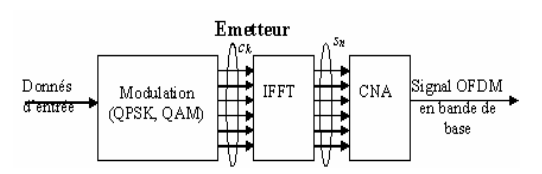 Emetteur
Ck
Sn
Donnés
d'entrée
Modulation
(QPSK, QAM)
IFFT
CNA
Signal OFDM
en bande de
base